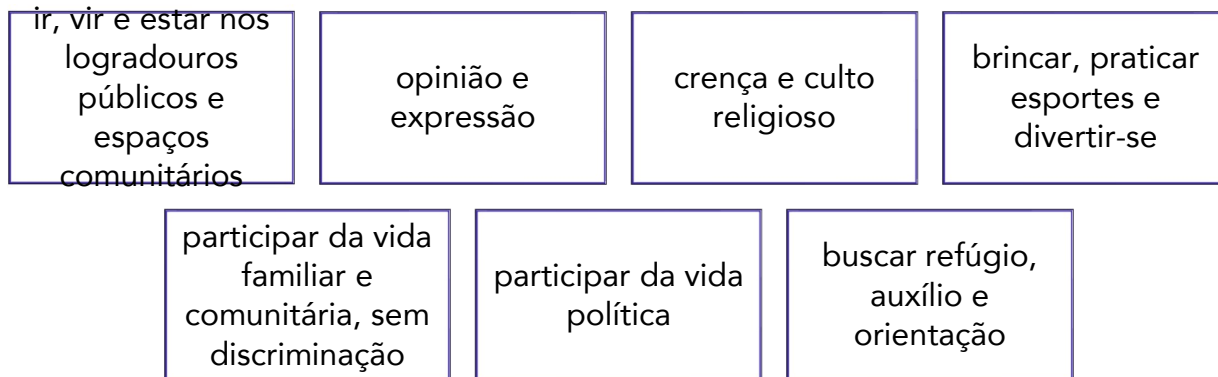 ir, vir e estar nos
logradouros
públicos e
espaços
comunitários
opinião e
expressão
crença e culto
religioso
brincar, praticar
esportes e
divertir-se
participar da vida
familiar e
comunitária, sem
discriminação
participar da vida
política
buscar refúgio,
auxílio e
orientação